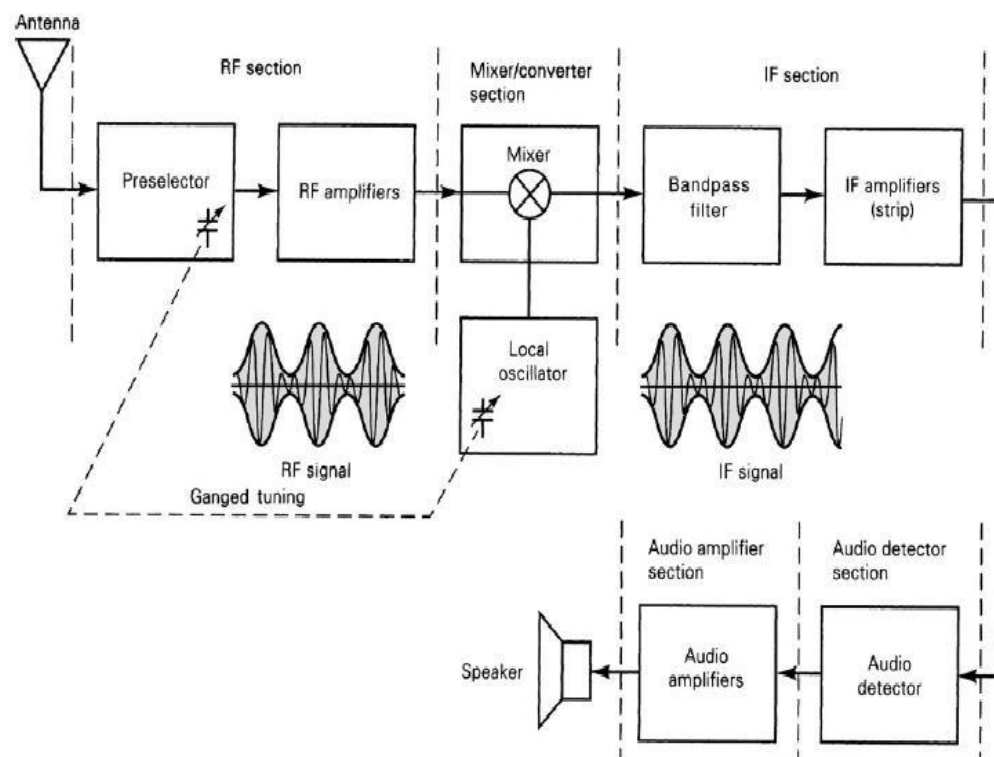 Antenna
RF section
Mixer/converter
section
IF section
Preselector
RF amplifiers
Mixer
Bandpass
filter
IF amplifiers
(strip)
Local
oscillator
RF signal
IF signal
Ganged tuning
Audio amplifier
section
Audio detector
section
Speaker
Audio
amplifiers
Audio
detector